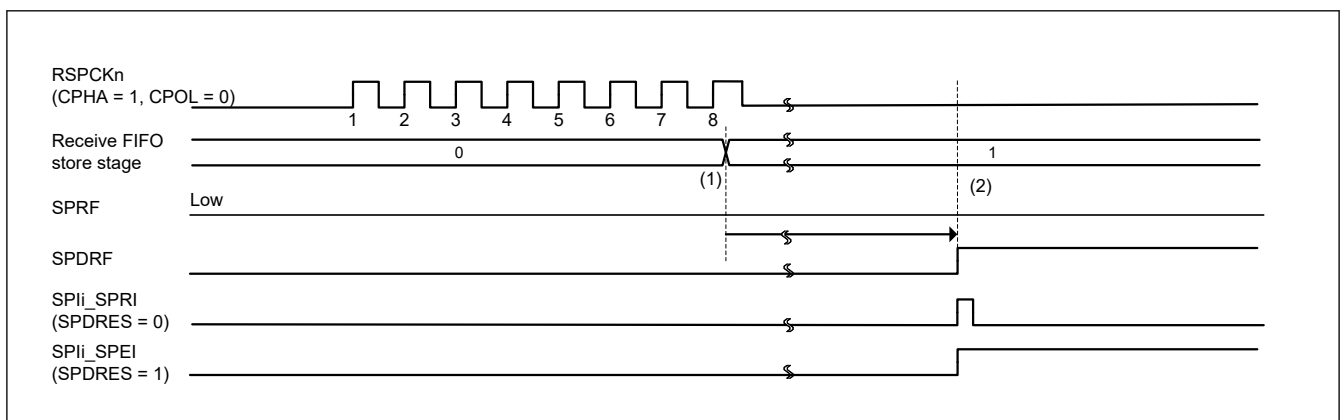 RSPCKn
(CPHA = 1, CPOL = 0)
1 2 3 4 5 6 7 8
Receive FIFO
store stage
0
1
(1)
(2)
SPRF
Low
SPDRF
SPIi_SPRI
(SPDRES = 0)
SPIi_SPEI
(SPDRES = 1)